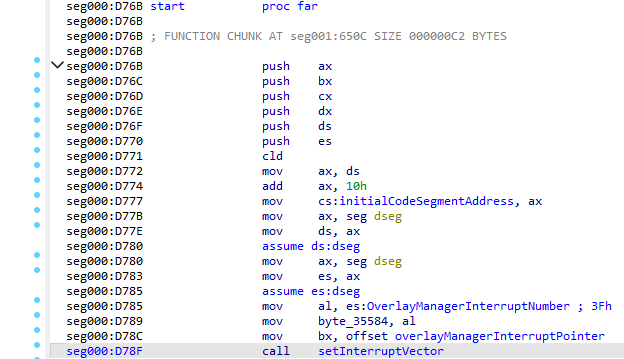 seg000:D76B start proc far
seg000:D76B
seg000:D76B ; FUNCTION CHUNK AT seg001:650C SIZE 000000C2 BYTES
seg000:D76B
seg000:D76B push ax
seg000:D76C push bx
seg000:D76D push cx
seg000:D76E push dx
seg000:D76F push ds
seg000:D770 push es
seg000:D771 cld
seg000:D772 mov ax, ds
seg000:D774 add ax, 10h
seg000:D777 mov cs:initialCodeSegmentAddress, ax
seg000:D77B mov ax, seg dseg
seg000:D77E mov ds, ax
seg000:D780 assume ds:dseg
seg000:D780 mov ax, seg dseg
seg000:D783 mov es, ax
seg000:D785 assume es:dseg
seg000:D785 mov al, es:OverlayManagerInterruptNumber ; 3Fh
seg000:D789 mov byte_35584, al
seg000:D78C mov bx, offset overlayManagerInterruptPointer
seg000:D78F call setInterruptVector